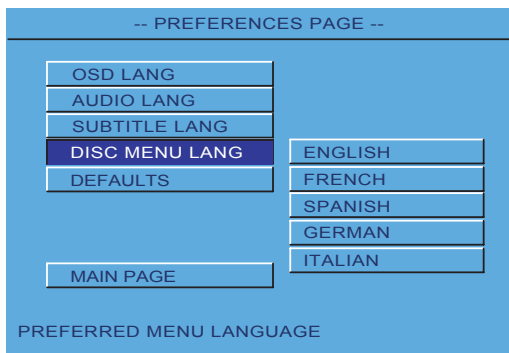 -- PREFERENCES PAGE --
OSD LANG
AUDIO LANG
SUBTITLE LANG
DISC MENU LANG
DEFAULTS
MAIN PAGE
ENGLISH
FRENCH
SPANISH
GERMAN
ITALIAN
PREFERRED MENU LANGUAGE